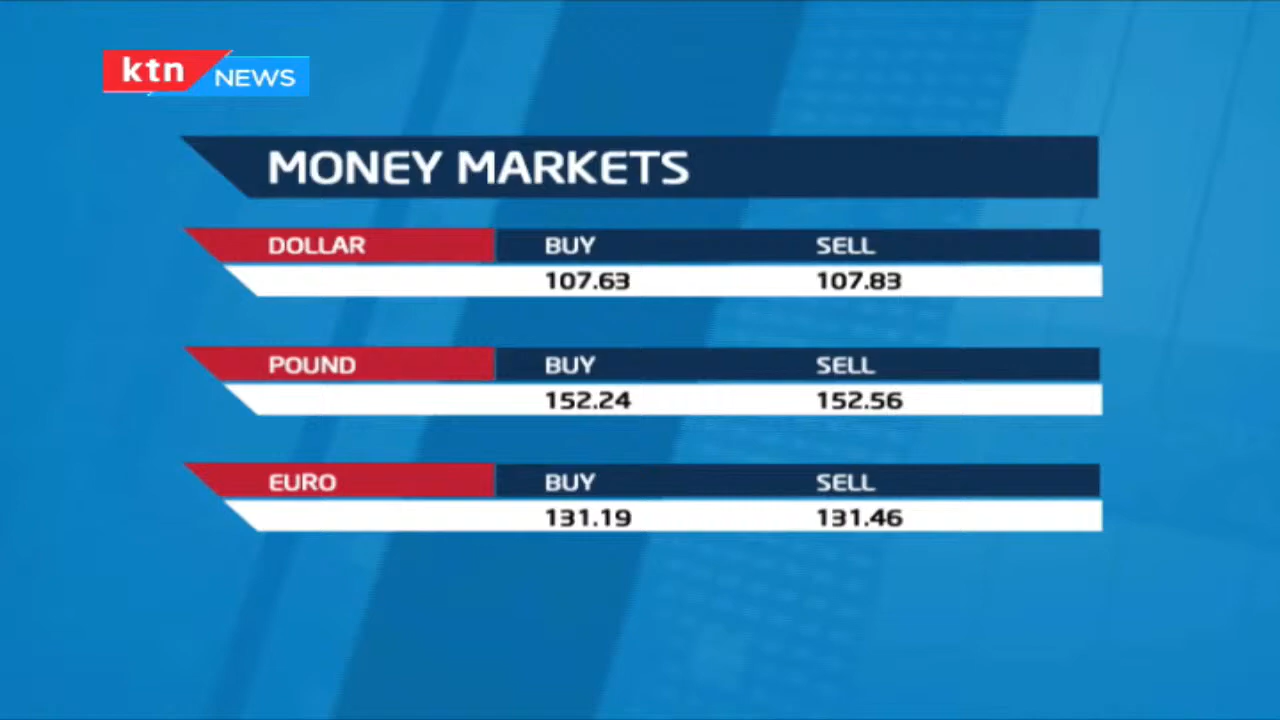 ktn NEWS
MONEY MARKETS
DOLLAR BUY SELL
107.63 107.83
POUND BUY SELL
152.24 152.56
EURO BUY SELL
131.19 131.46